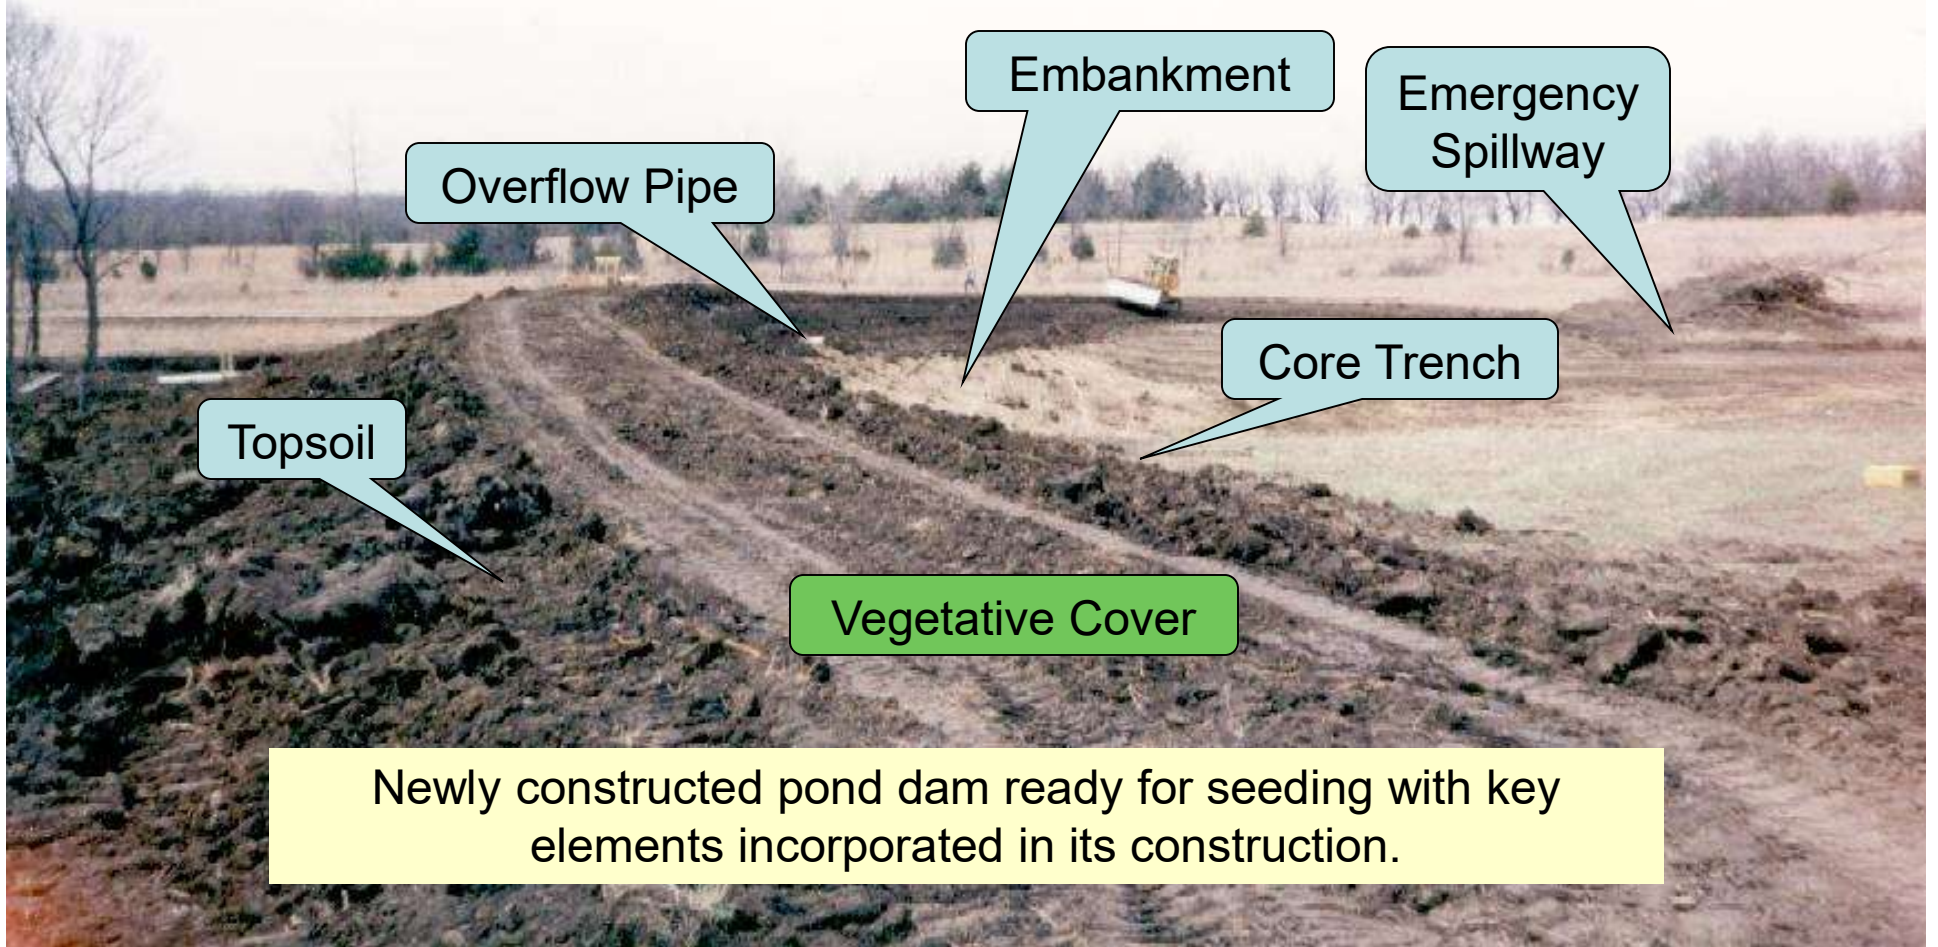 Embankment
Emergency
Spillway
Overflow Pipe
Core Trench
Topsoil
Vegetative Cover
Newly constructed pond dam ready for seeding with key
elements incorporated in its construction.